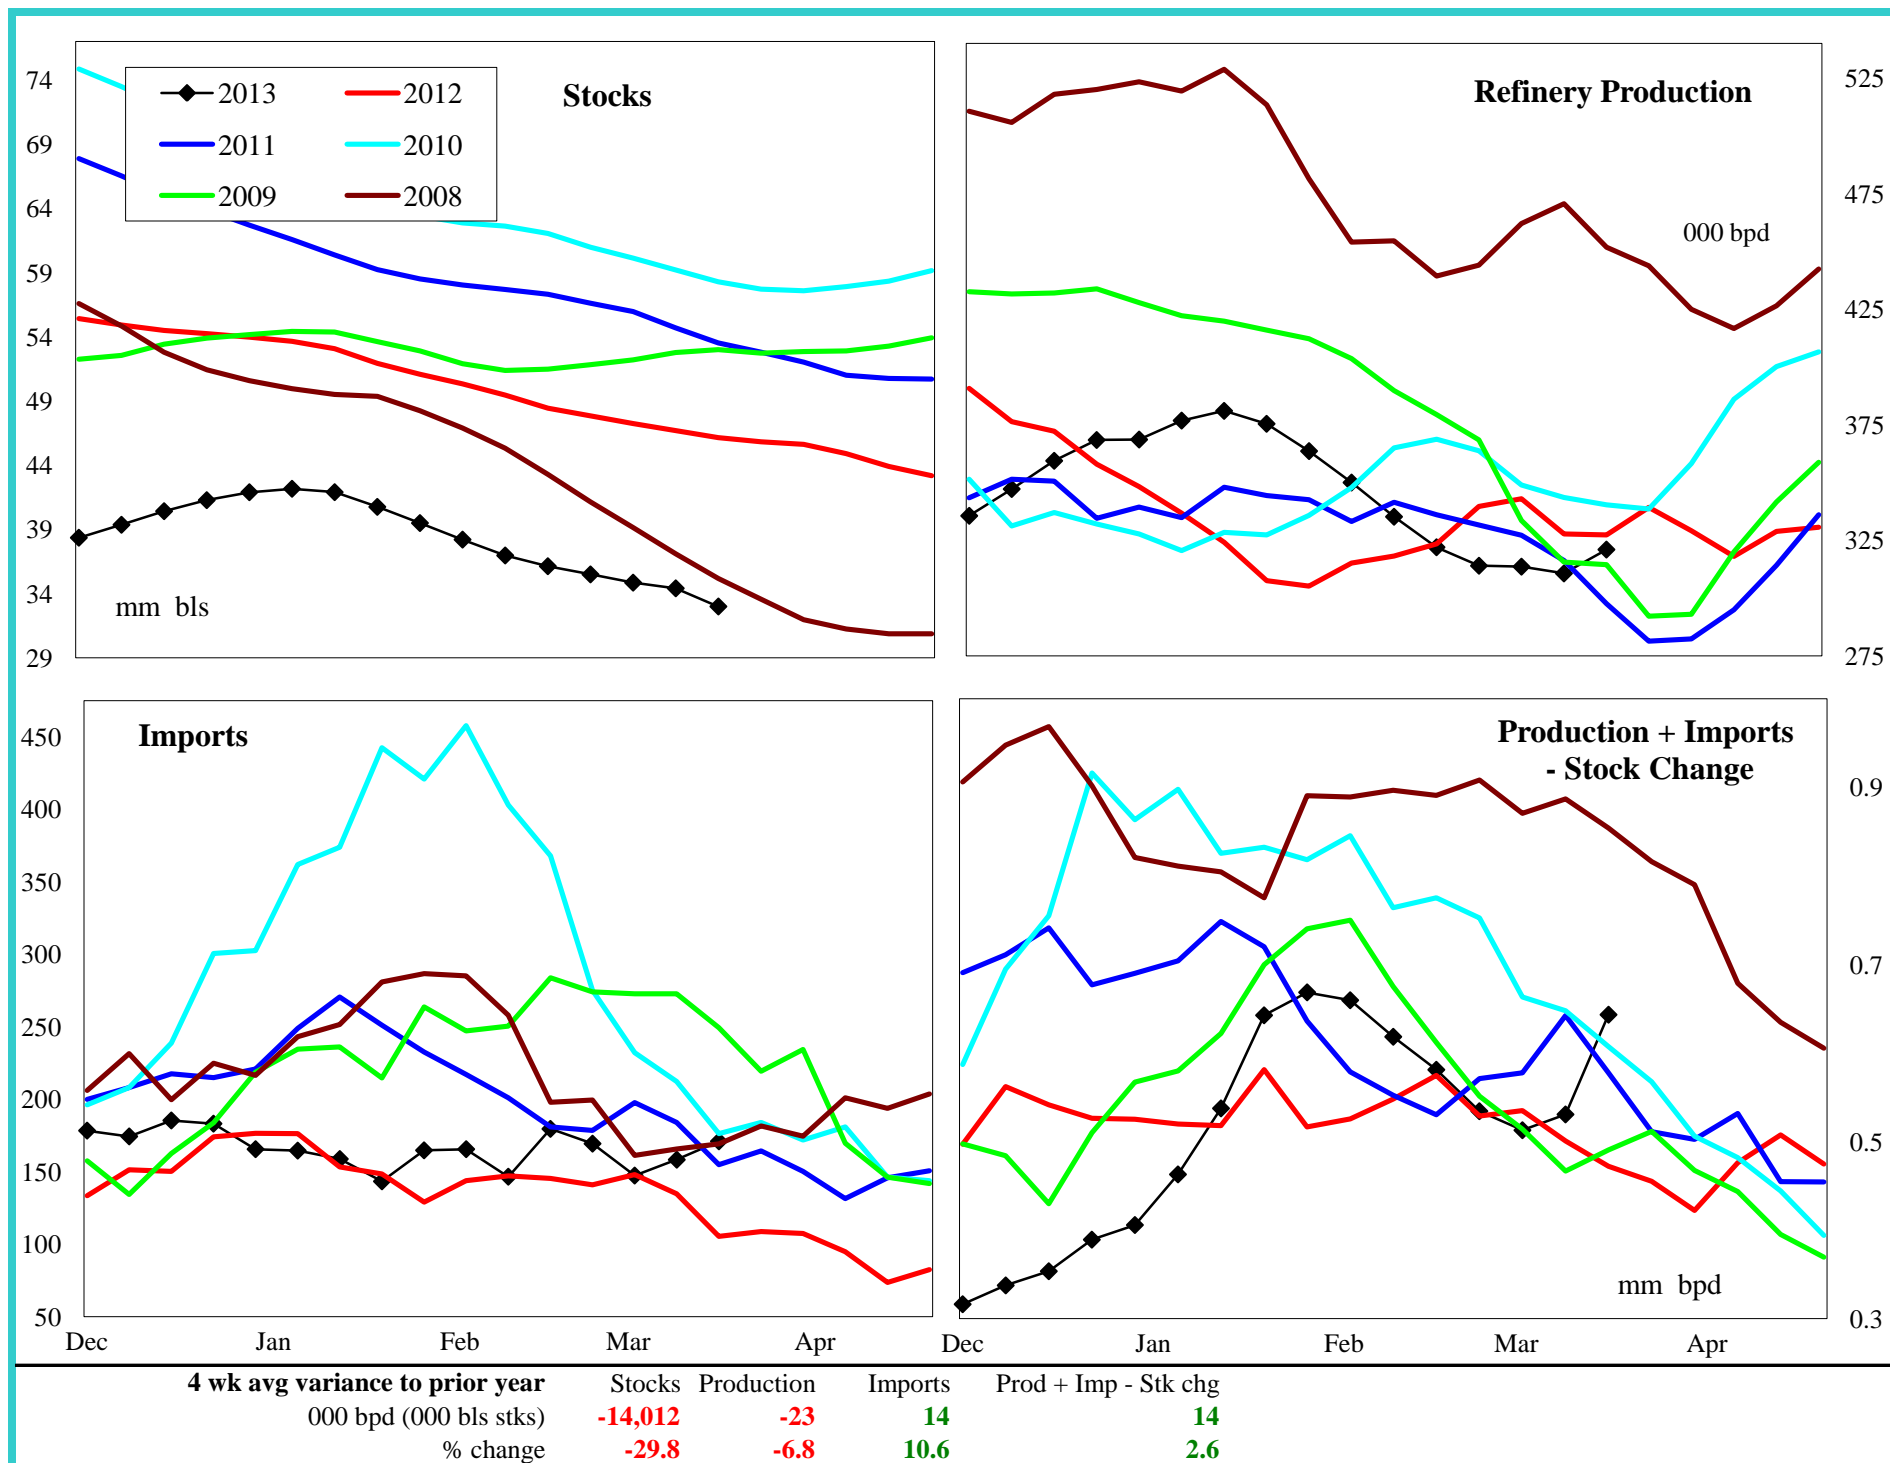 Stocks
2013 2012
2011 2010
2009 2008
74
69
64
59
54
49
44
39
34
29
mm bls
Refinery Production
000 bpd
525
475
425
375
325
275
Imports
450
400
350
300
250
200
150
100
50
Dec Jan Feb Mar Apr
Production + Imports
- Stock Change
0.9
0.7
0.5
0.3
mm bpd
Dec Jan Feb Mar Apr
4 wk avg variance to prior year Stocks Production Imports Prod + Imp - Stk chg
000 bpd (000 bls stks) -14,012 -23 14 14
% change -29.8 -6.8 10.6 2.6